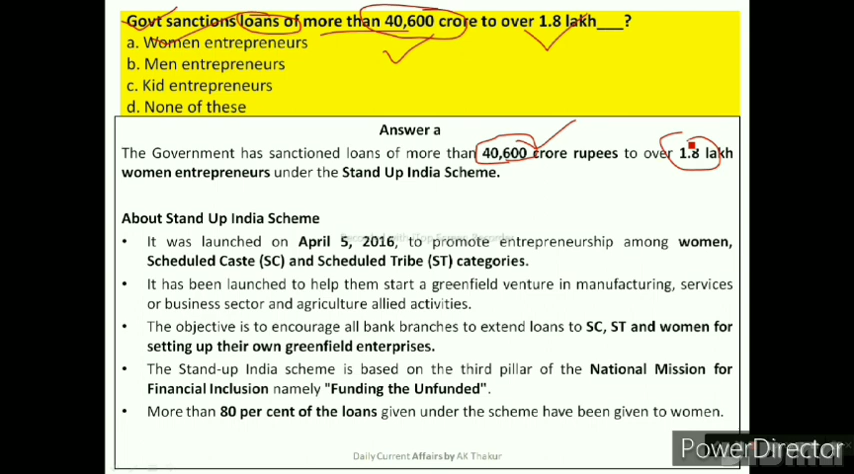 Govt sanctions loans of more than 40,600 crore to over 1.8 lakh___?
a. Women entrepreneurs
b. Men entrepreneurs
c. Kid entrepreneurs
d. None of these
Answer a
The Government has sanctioned loans of more than 40,600 crore rupees to over 1.8 lakh
women entrepreneurs under the Stand Up India Scheme.
About Stand Up India Scheme
• It was launched on April 5, 2016, to promote entrepreneurship among women,
Scheduled Caste (SC) and Scheduled Tribe (ST) categories.
• It has been launched to help them start a greenfield venture in manufacturing, services
or business sector and agriculture allied activities.
• The objective is to encourage all bank branches to extend loans to SC, ST and women for
setting up their own greenfield enterprises.
• The Stand-up India scheme is based on the third pillar of the National Mission for
Financial Inclusion namely "Funding the Unfunded".
• More than 80 per cent of the loans given under the scheme have been given to women.
Daily Current Affairs by AK Thakur
PowerDirector